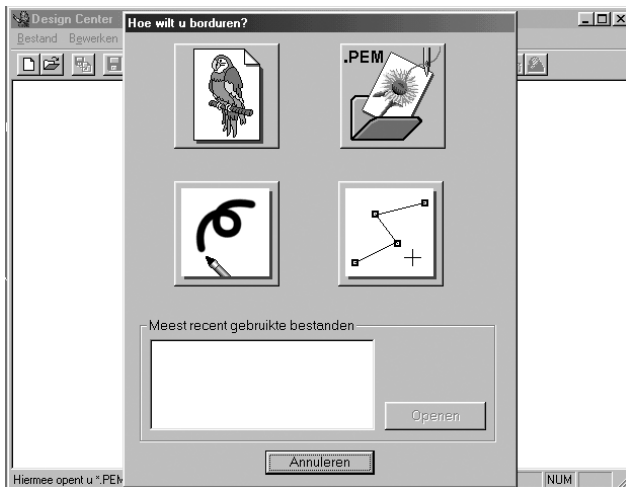 Design Center
Hoe wilt u borduren?
Bestand Bewerken
.PEM
Meest recent gebruikte bestanden
Openen
Annuleren
Hiermee opent u *.PEM
NUM